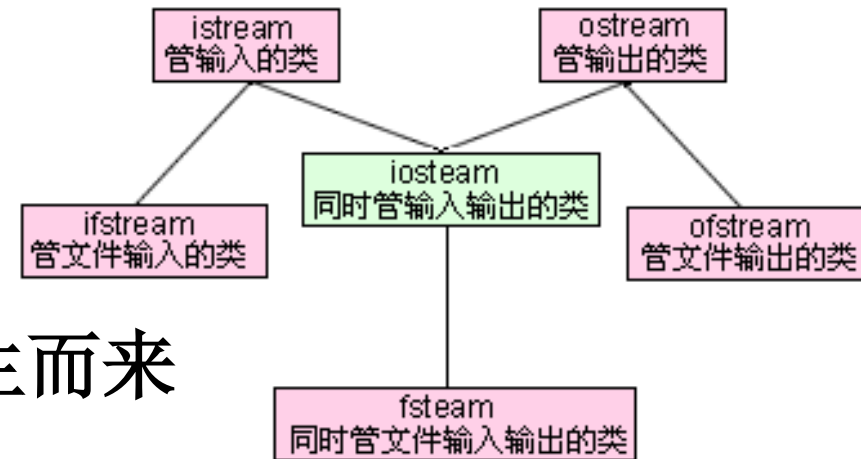 istream
管输入的类
ostream
管输出的类
iosteam
同时管输入输出的类
ifstream
管文件输入的类
ofstream
管文件输出的类
而来
fsteam
同时管文件输入输出的类